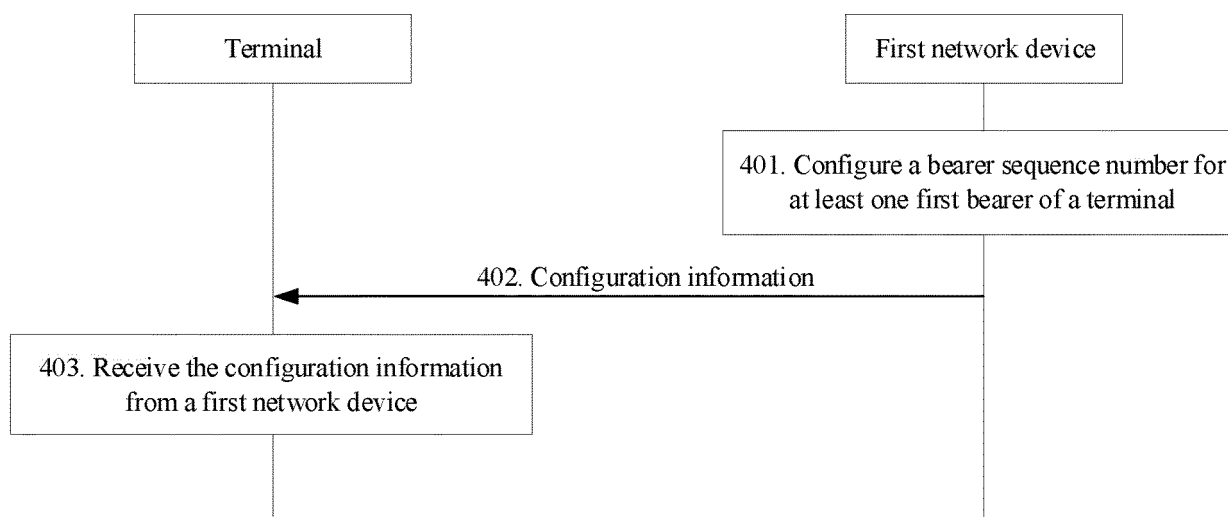 Terminal
First network device
401. Configure a bearer sequence number for
at least one first bearer of a terminal
402. Configuration information
403. Receive the configuration information
from a first network device